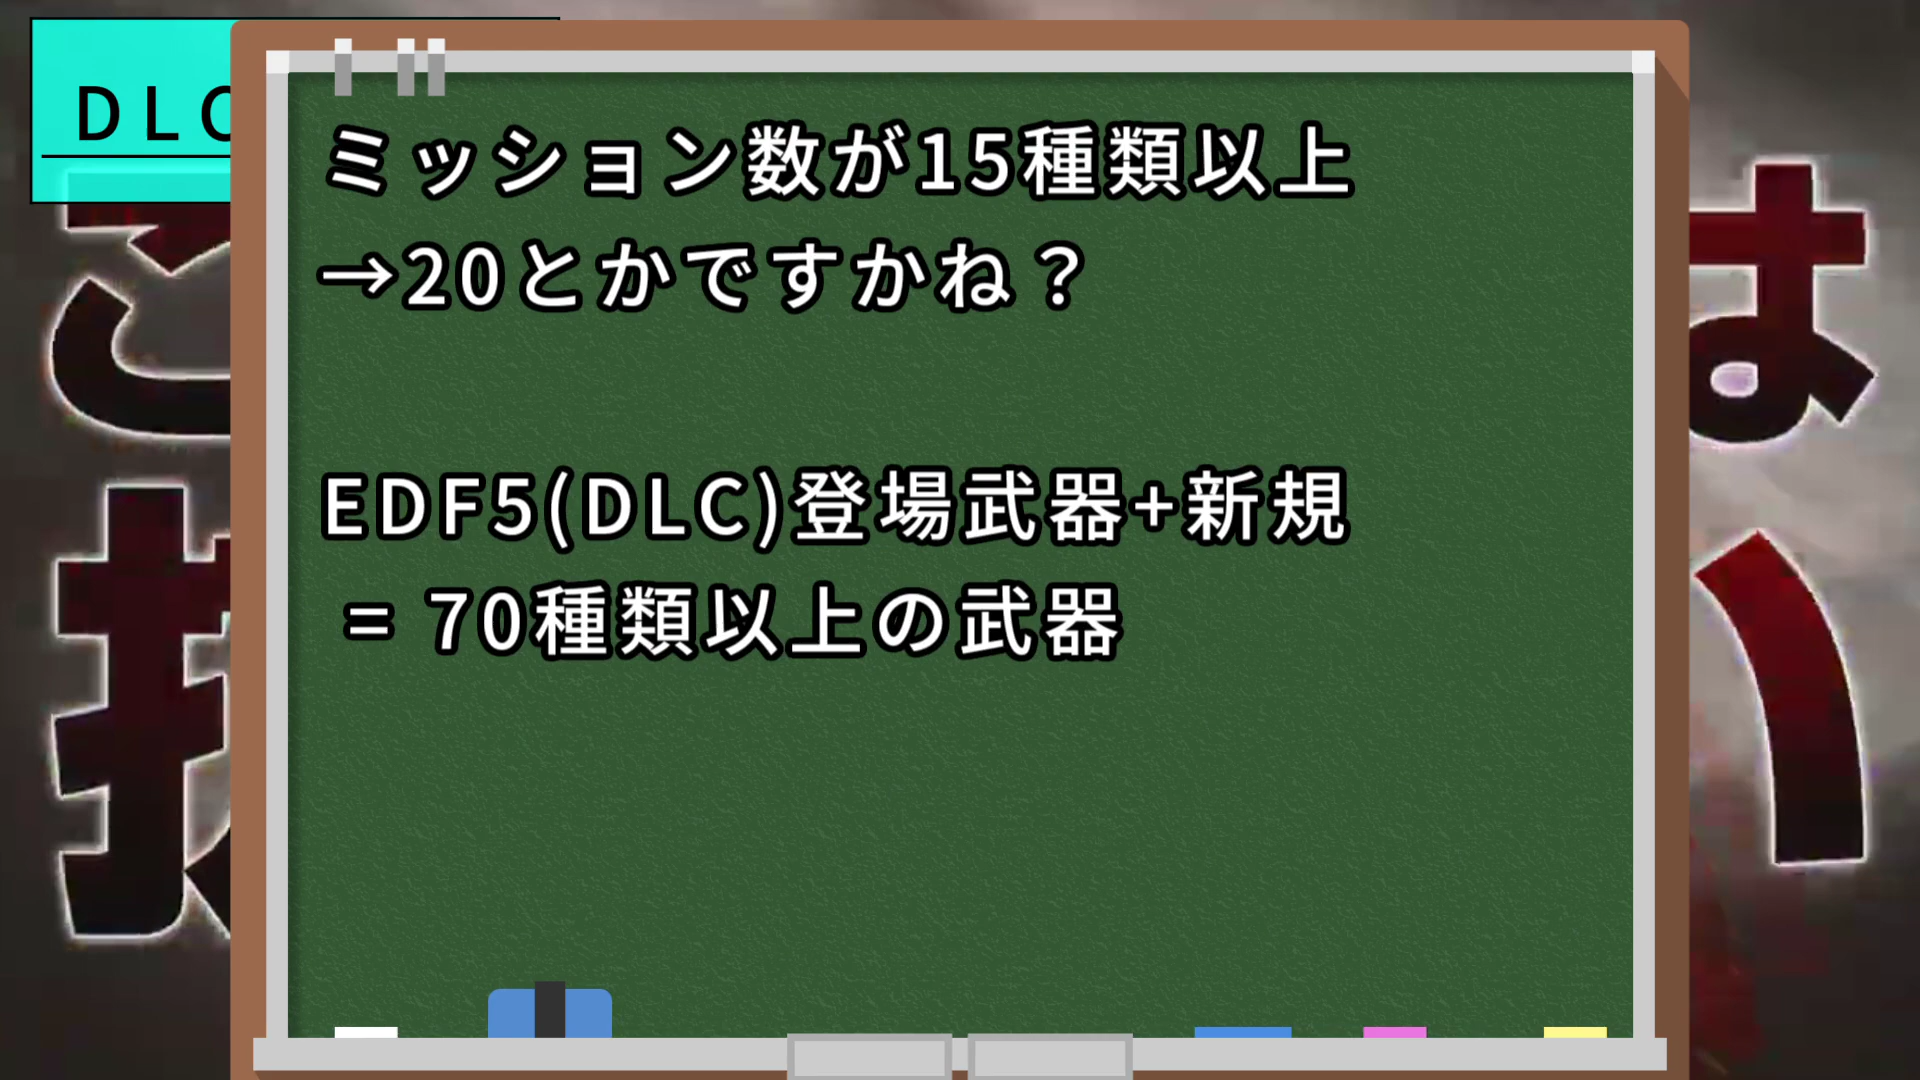 DLC
ミッション数が15種類以上
→20とかですかね？
EDF5(DLC)登場武器+新規
= 70種類以上の武器
は
い